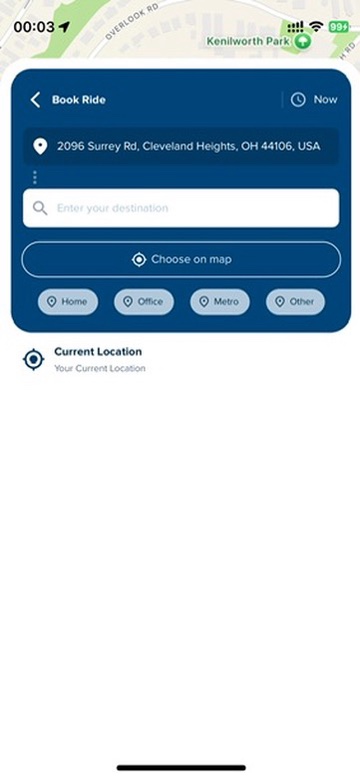 00:03
OVERLOOK RD
99+
Kenilworth Park
H RD
Book Ride
Now
2096 Surrey Rd, Cleveland Heights, OH 44106, USA
Enter your destination
Choose on map
Home Office Metro Other
Current Location
Your Current Location